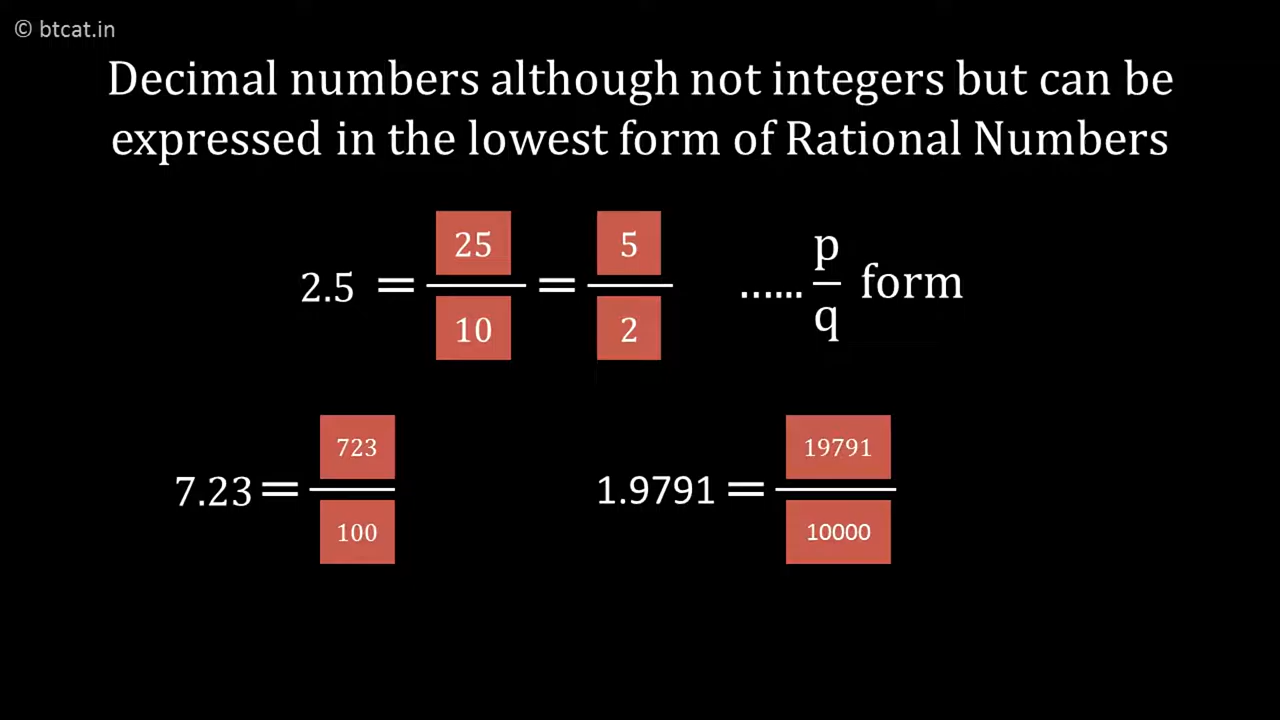 © btcat.in
Decimal numbers although not integers but can be
expressed in the lowest form of Rational Numbers
2.5 = 25/10 = 5/2 ...... p/q form
7.23 = 723/100
1.9791 = 19791/10000